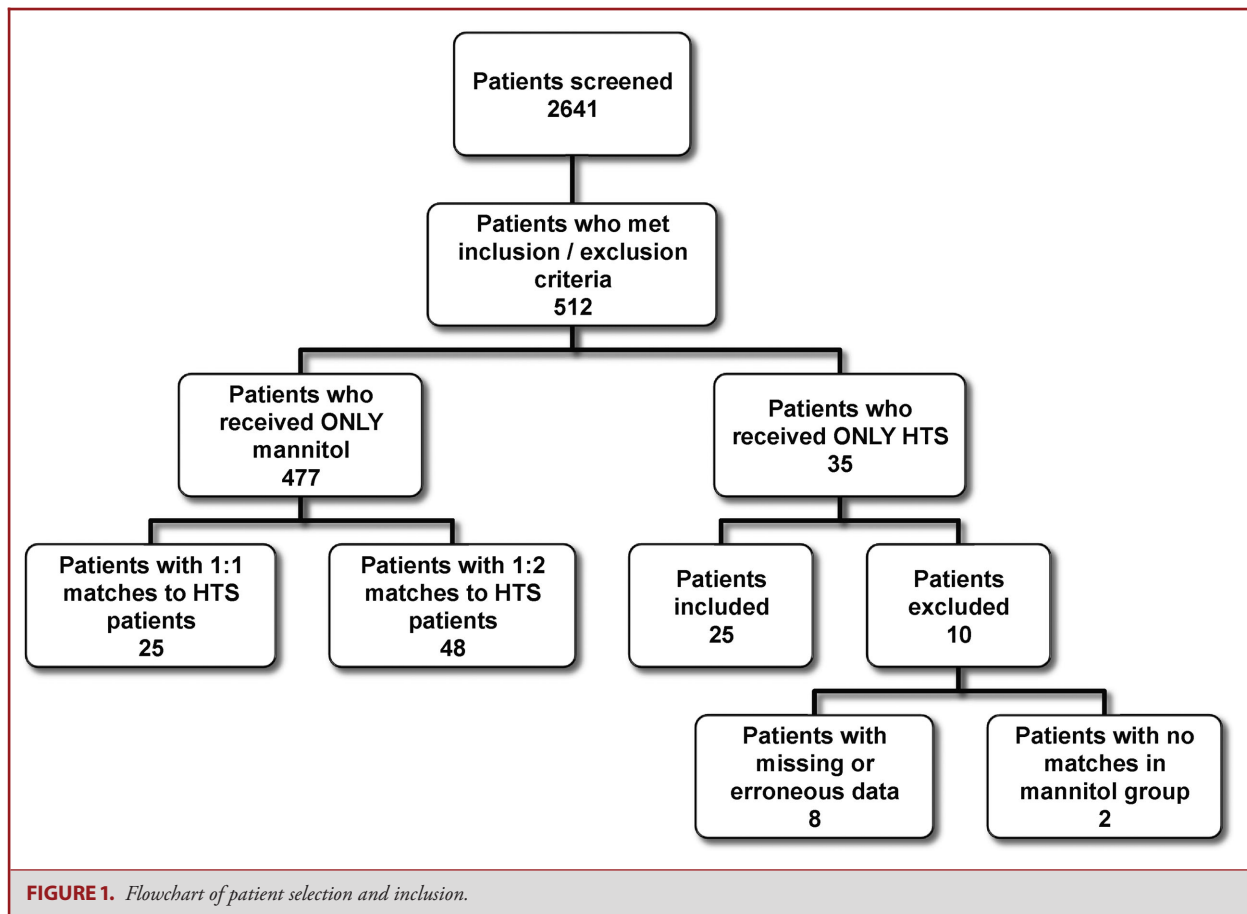 Patients screened
2641
Patients who met
inclusion / exclusion
criteria
512
Patients who
received ONLY
mannitol
477
Patients who
received ONLY HTS
35
Patients with 1:1
matches to HTS
patients
25
Patients with 1:2
matches to HTS
patients
48
Patients
included
25
Patients
excluded
10
Patients with
missing or
erroneous data
8
Patients with no
matches in
mannitol group
2
FIGURE 1. Flowchart of patient selection and inclusion.